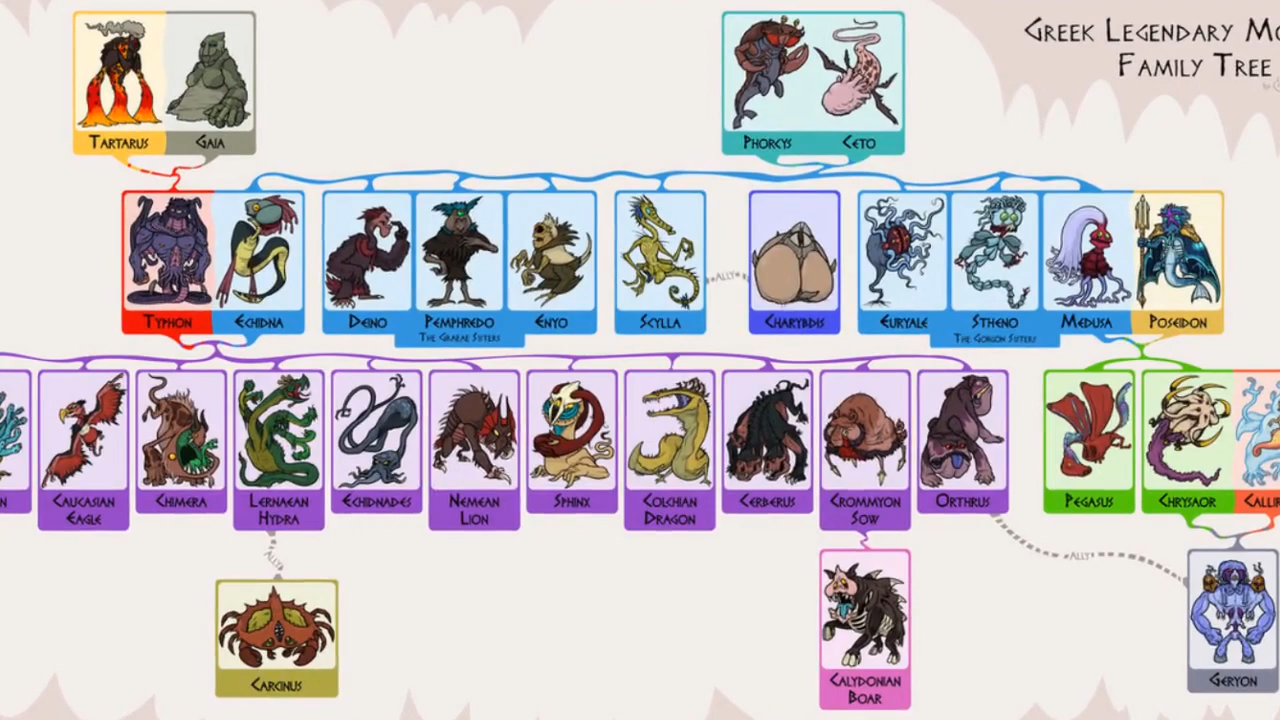 Greek Legendary Mo
Family Tree
by
Tartarus
Gaia
Phorcys
Ceto
Typhon
Echidna
Deino
Pemphredo
Enyo
The Graeae Sisters
Scylla
Ally
Charybdis
Euryale
Stheno
Medusa
The Gorgon Sisters
Poseidon
n
Caucasian
Eagle
Chimera
Lernaean
Hydra
Echidnades
Nemean
Lion
Sphinx
Colchian
Dragon
Cerberus
Crommyon
Sow
Orthrus
Pegasus
Chrysaor
Callir
Ally
Ally
Carcinus
Calydonian
Boar
Geryon